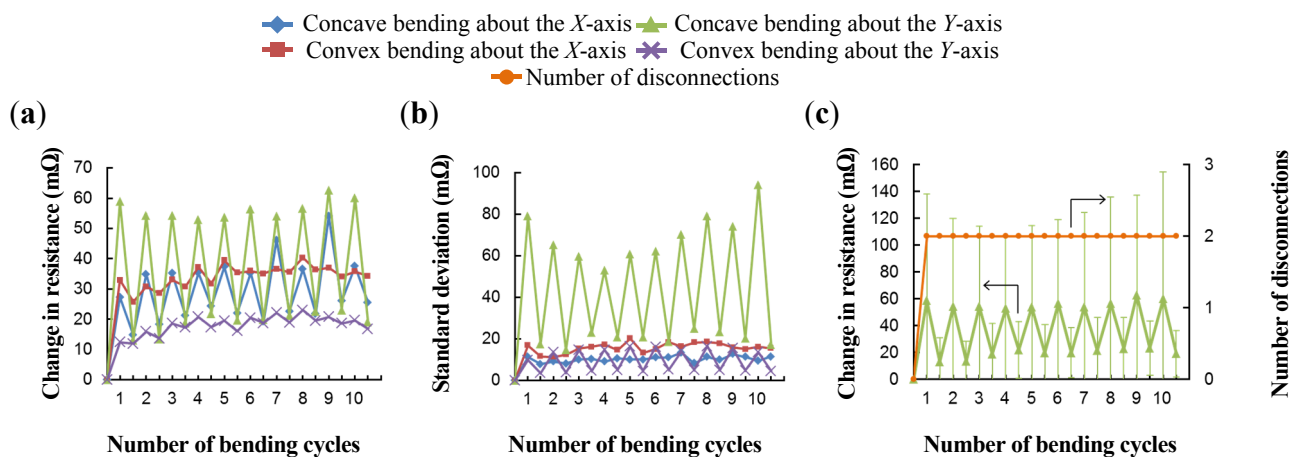 Concave bending about the X-axis Concave bending about the Y-axis
Convex bending about the X-axis Convex bending about the Y-axis
Number of disconnections
(a)
Change in resistance (mΩ)
70
60
50
40
30
20
10
0
1 2 3 4 5 6 7 8 9 10
Number of bending cycles
(b)
Standard deviation (mΩ)
100
80
60
40
20
0
1 2 3 4 5 6 7 8 9 10
Number of bending cycles
(c)
Change in resistance (mΩ)
160
140
120
100
80
60
40
20
0
1 2 3 4 5 6 7 8 9 10
Number of bending cycles
3
2
1
0
Number of disconnections